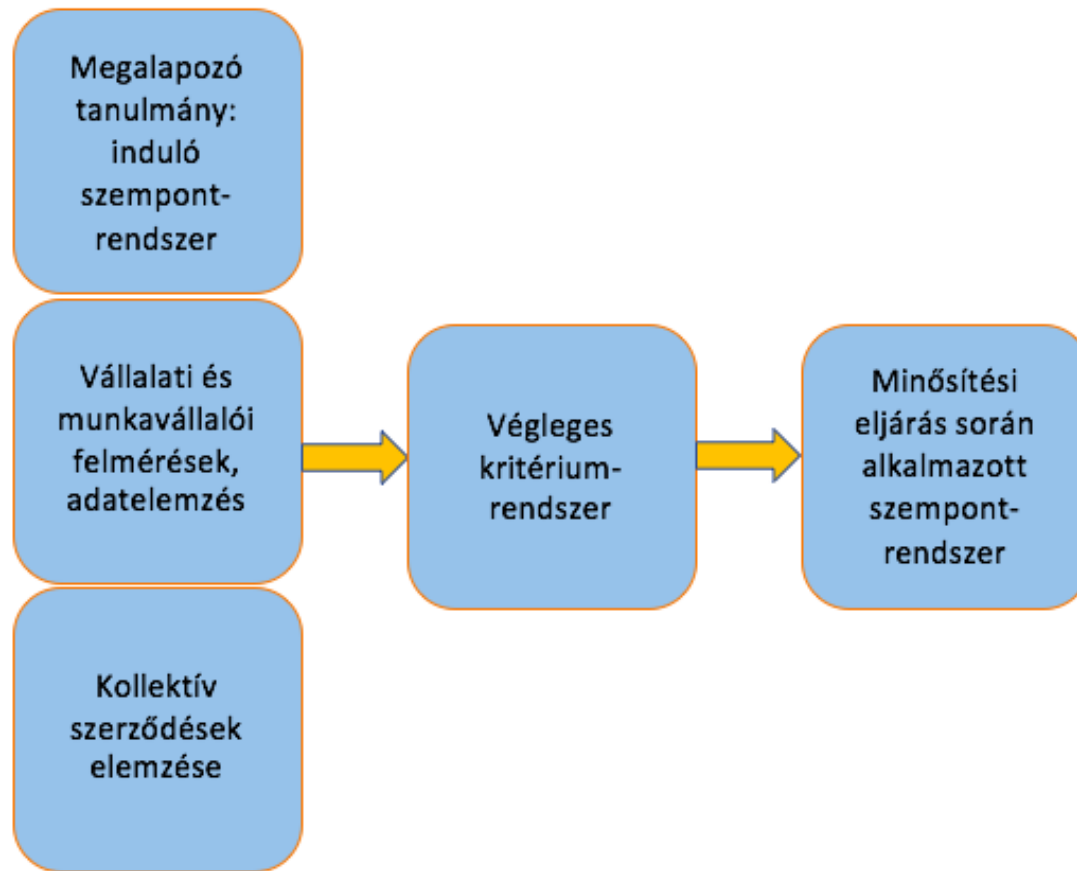 Megalapozó
tanulmány:
induló
szempont-
rendszer
Vállalati és
munkavállalói
felmérések,
adatelemzés
Kollektív
szerződések
elemzése
Végleges
kritérium-
rendszer
Minősítési
eljárás során
alkalmazott
szempont-
rendszer